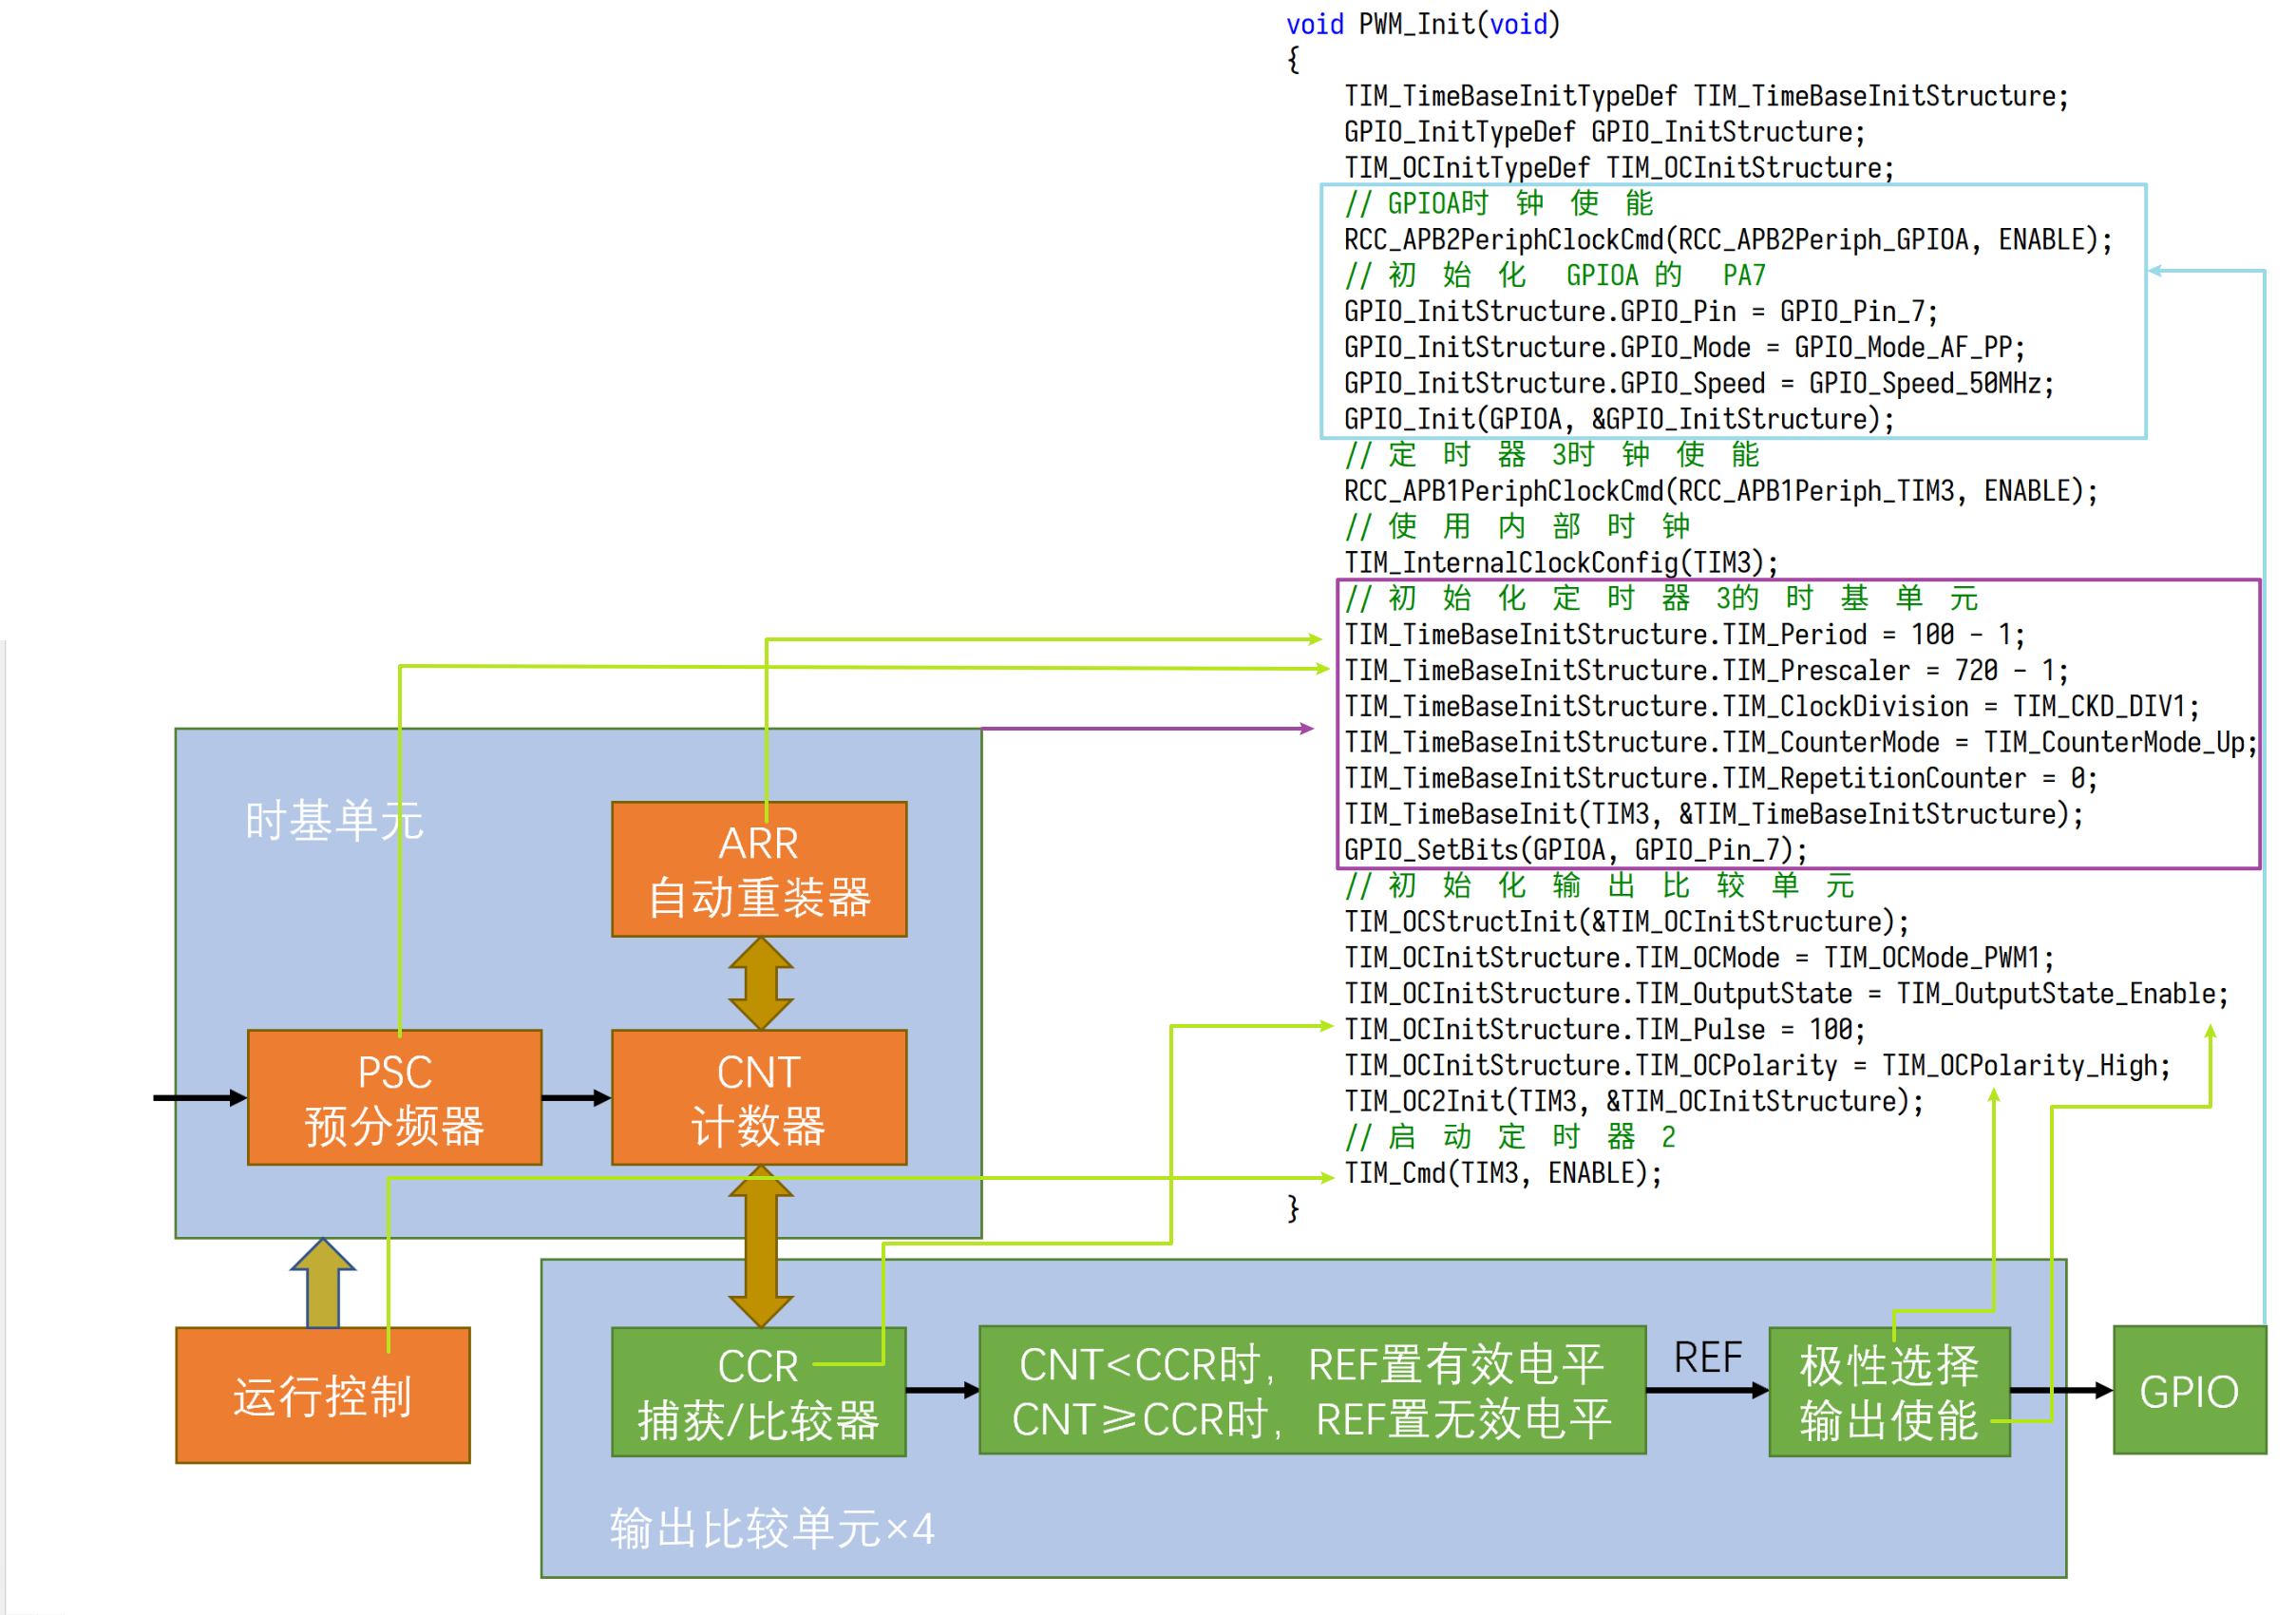 void PWM_Init(void)
{
    TIM_TimeBaseInitTypeDef TIM_TimeBaseInitStructure;
    GPIO_InitTypeDef GPIO_InitStructure;
    TIM_OCInitTypeDef TIM_OCInitStructure;
    // GPIOA时钟使能
    RCC_APB2PeriphClockCmd(RCC_APB2Periph_GPIOA, ENABLE);
    // 初始化 GPIOA 的 PA7
    GPIO_InitStructure.GPIO_Pin = GPIO_Pin_7;
    GPIO_InitStructure.GPIO_Mode = GPIO_Mode_AF_PP;
    GPIO_InitStructure.GPIO_Speed = GPIO_Speed_50MHz;
    GPIO_Init(GPIOA, &GPIO_InitStructure);
    // 定时器3时钟使能
    RCC_APB1PeriphClockCmd(RCC_APB1Periph_TIM3, ENABLE);
    // 使用内部时钟
    TIM_InternalClockConfig(TIM3);
    // 初始化定时器3的时基单元
    TIM_TimeBaseInitStructure.TIM_Period = 100 - 1;
    TIM_TimeBaseInitStructure.TIM_Prescaler = 720 - 1;
    TIM_TimeBaseInitStructure.TIM_ClockDivision = TIM_CKD_DIV1;
    TIM_TimeBaseInitStructure.TIM_CounterMode = TIM_CounterMode_Up;
    TIM_TimeBaseInitStructure.TIM_RepetitionCounter = 0;
    TIM_TimeBaseInit(TIM3, &TIM_TimeBaseInitStructure);
    GPIO_SetBits(GPIOA, GPIO_Pin_7);
    // 初始化输出比较单元
    TIM_OCStructInit(&TIM_OCInitStructure);
    TIM_OCInitStructure.TIM_OCMode = TIM_OCMode_PWM1;
    TIM_OCInitStructure.TIM_OutputState = TIM_OutputState_Enable;
    TIM_OCInitStructure.TIM_Pulse = 100;
    TIM_OCInitStructure.TIM_OCPolarity = TIM_OCPolarity_High;
    TIM_OC2Init(TIM3, &TIM_OCInitStructure);
    // 启动定时器2
    TIM_Cmd(TIM3, ENABLE);
}
时基单元
ARR
自动重装器
PSC
预分频器
CNT
计数器
运行控制
CCR
捕获/比较器
CNT<CCR时，REF置有效电平
CNT≥CCR时，REF置无效电平
REF
极性选择
输出使能
GPIO
输出比较单元×4